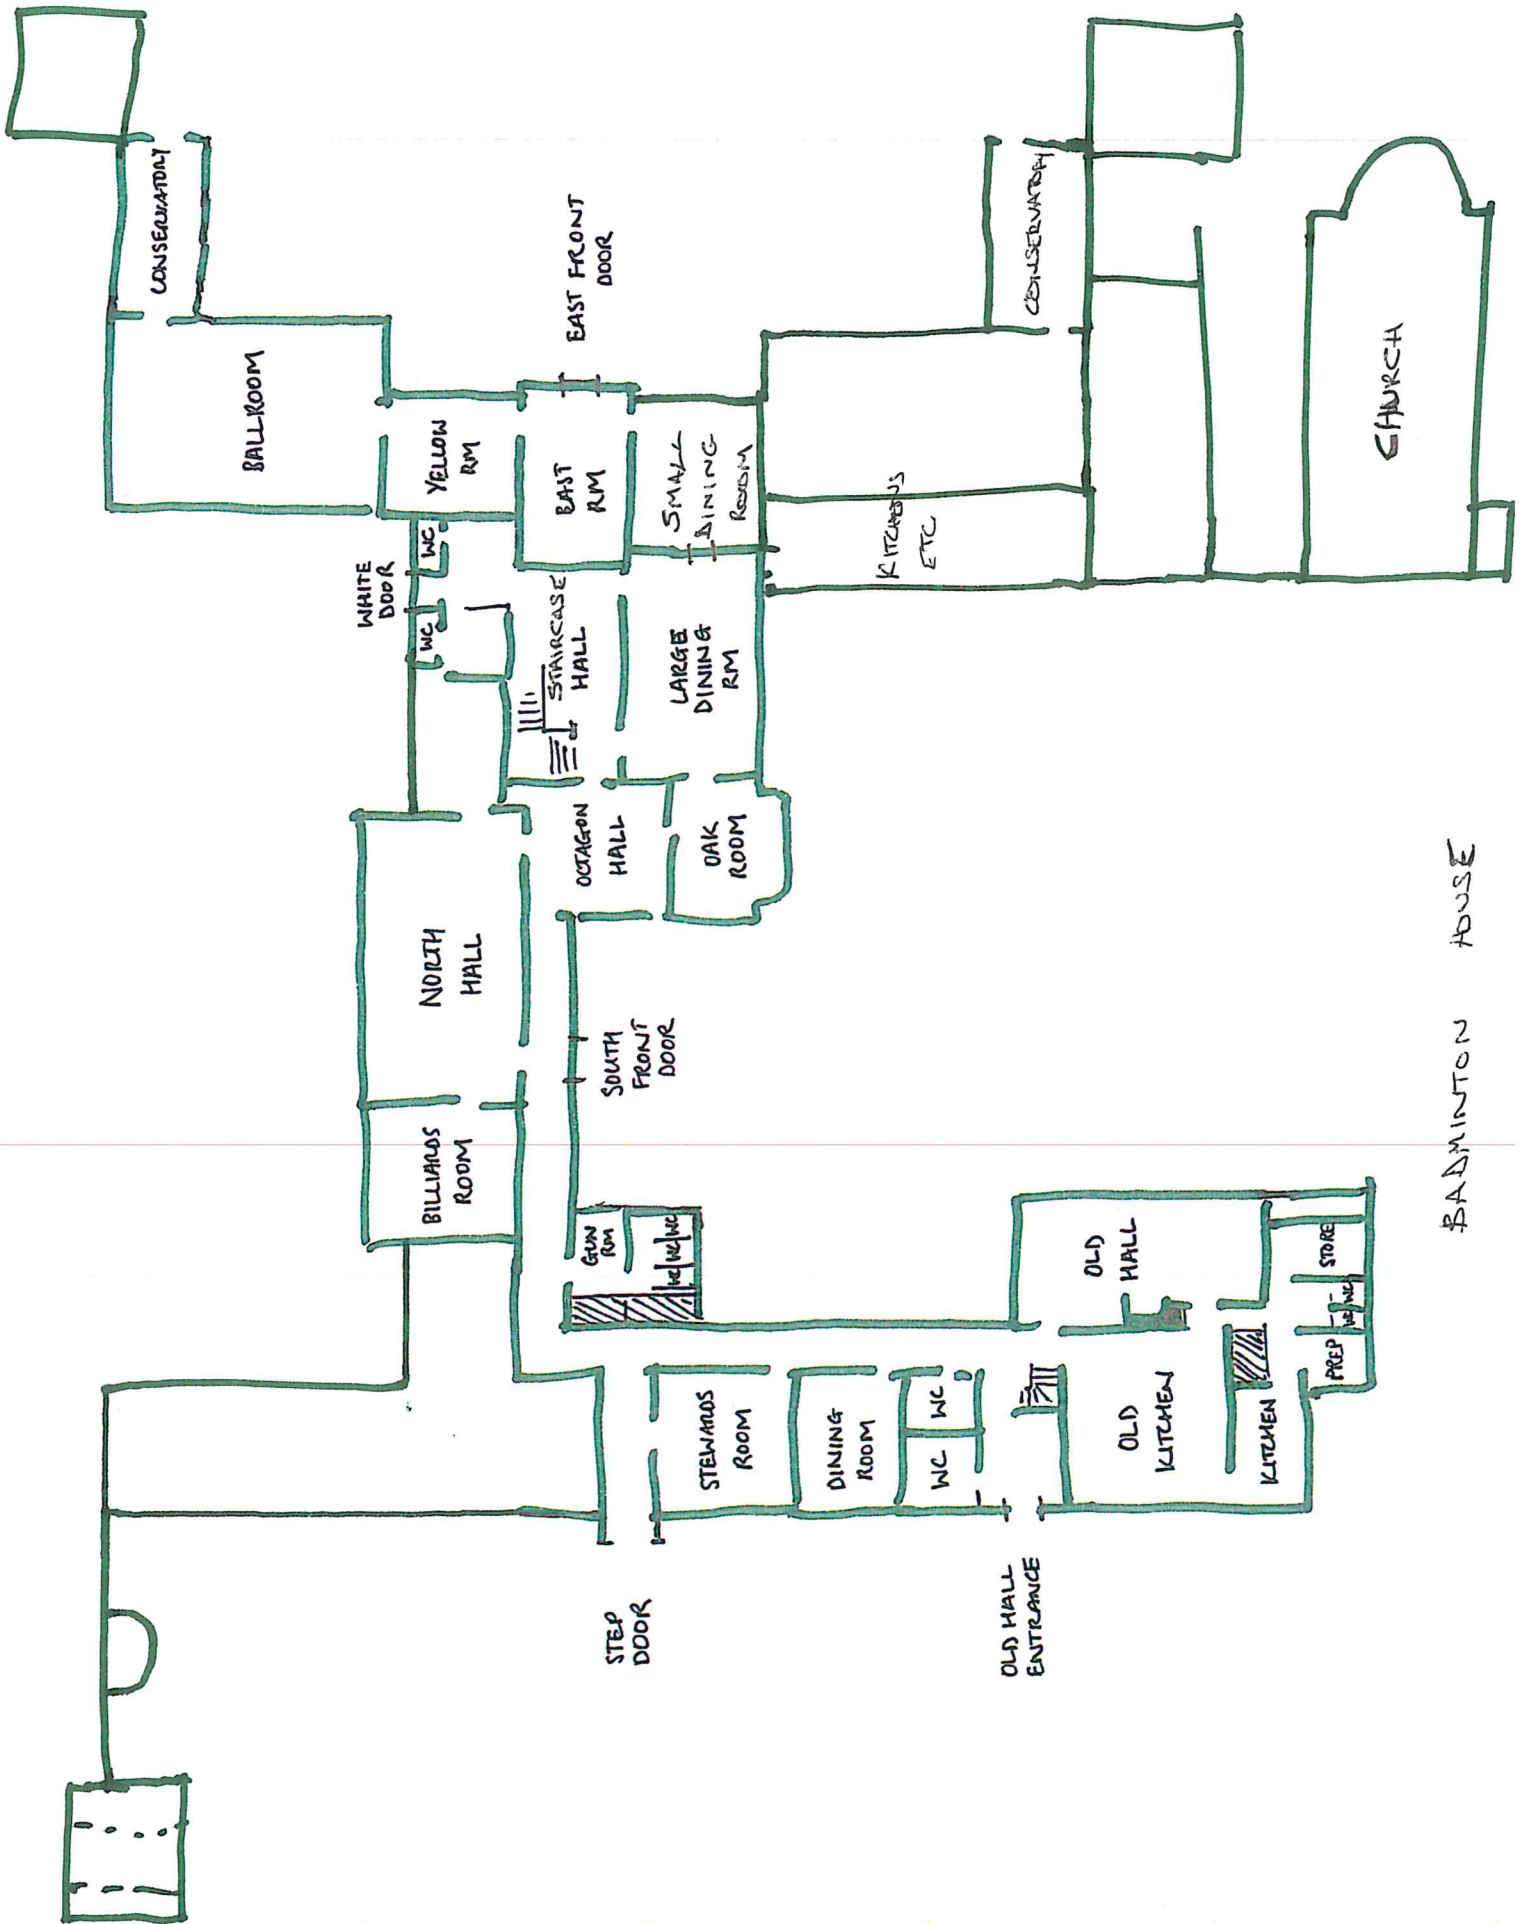 CONSERVATORY
BALLROOM
YELLOW
RM
EAST FRONT
DOOR
EAST
RM
SMALL
DINING
ROOM
WHITE
DOOR
WC
WC
STAIRCASE
HALL
LARGE
DINING
RM
KITCHENS
ETC
CONSERVATORY
CHURCH
OCTAGON
HALL
OAK
ROOM
NORTH
HALL
SOUTH
FRONT
DOOR
BILLIARDS
ROOM
GUN
RM
WC
WC
WC
OLD
HALL
STORE
WC
WC
PREP
STEWARDS
ROOM
DINING
ROOM
WC
WC
OLD
KITCHEN
KITCHEN
STEP
DOOR
OLD HALL
ENTRANCE
BADMINTON HOUSE